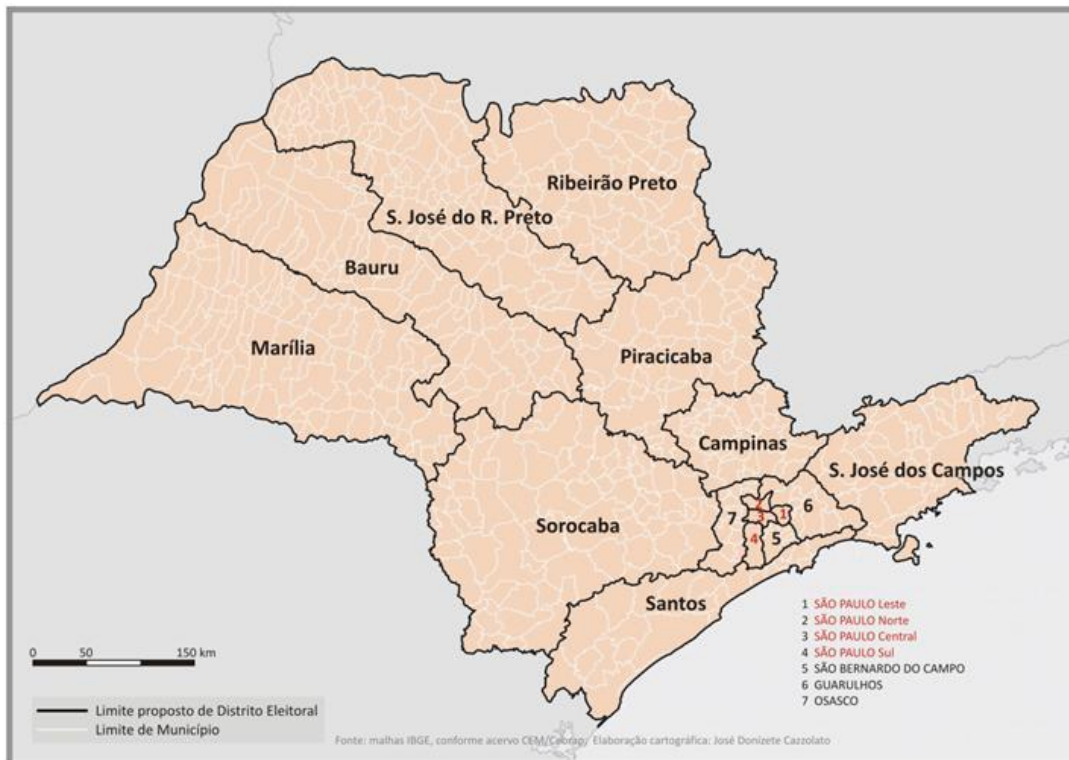 Ribeirão Preto
S. José do R. Preto
Bauru
Marília
Piracicaba
Campinas
S. José dos Campos
Sorocaba
Santos
2
3
1
4
5
6
7
1 SÃO PAULO Leste
2 SÃO PAULO Norte
3 SÃO PAULO Central
4 SÃO PAULO Sul
5 SÃO BERNARDO DO CAMPO
6 GUARULHOS
7 OSASCO
0 50 150 km
Limite proposto de Distrito Eleitoral
Limite de Município
Fonte: malhas IBGE, conforme acervo CEM/Cebrap; Elaboração cartográfica: José Donizete Cazzolato